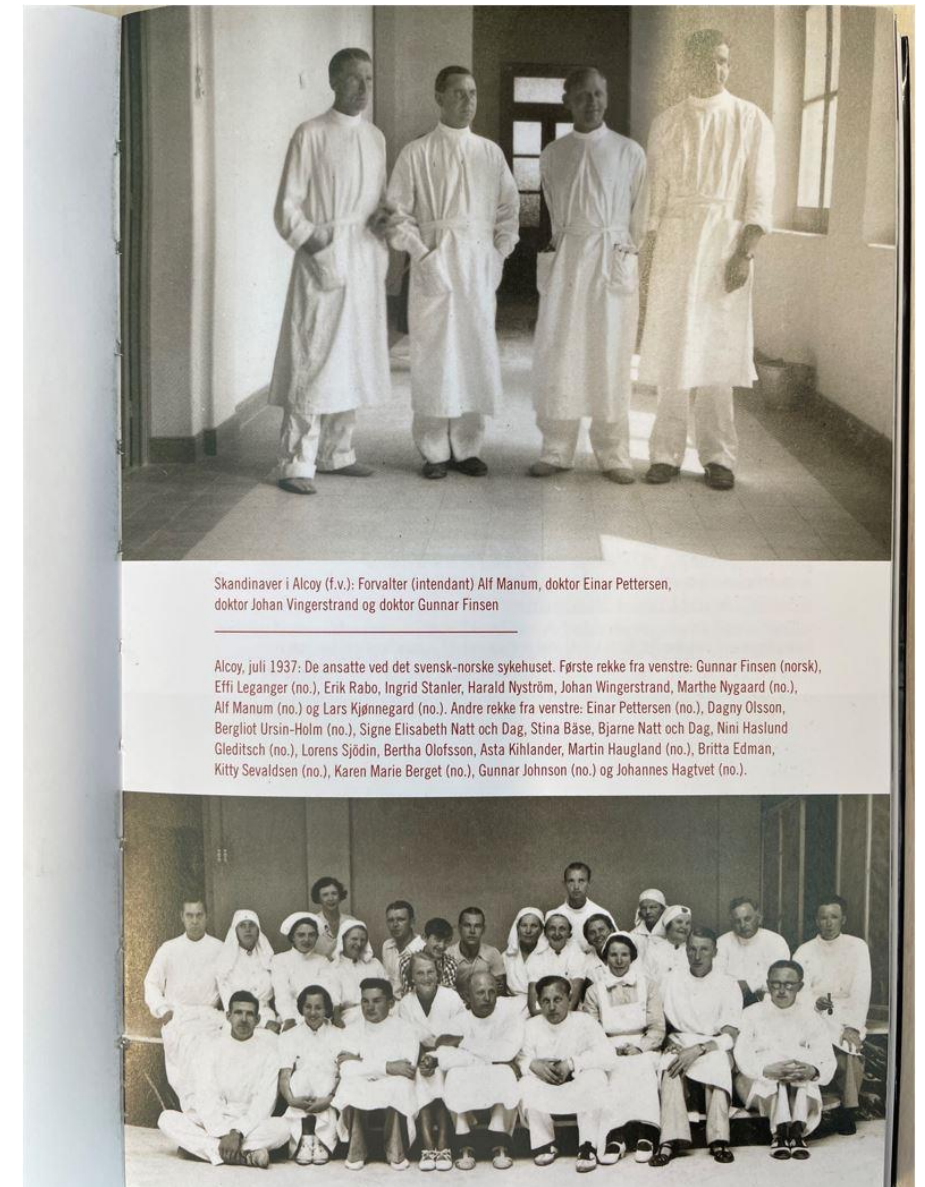 Skandinaver i Alcoy (f.v.): Forvalter (intendant) Alf Manum, doktor Einar Pettersen,
doktor Johan Vingerstrand og doktor Gunnar Finsen
Alcoy, juli 1937: De ansatte ved det svensk-norske sykehuset. Første rekke fra venstre: Gunnar Finsen (norsk),
Effi Leganger (no.), Erik Rabo, Ingrid Stanler, Harald Nyström, Johan Wingerstrand, Marthe Nygaard (no.),
Alf Manum (no.) og Lars Kjønnegard (no.). Andre rekke fra venstre: Einar Pettersen (no.), Dagny Olsson,
Bergliot Ursin-Holm (no.), Signe Elisabeth Natt och Dag, Stina Bäse, Bjarne Natt och Dag, Nini Haslund
Gleditsch (no.), Lorens Sjödin, Bertha Olofsson, Asta Kihlander, Martin Haugland (no.), Britta Edman,
Kitty Sevaldsen (no.), Karen Marie Berget (no.), Gunnar Johnson (no.) og Johannes Hagtvet (no.).